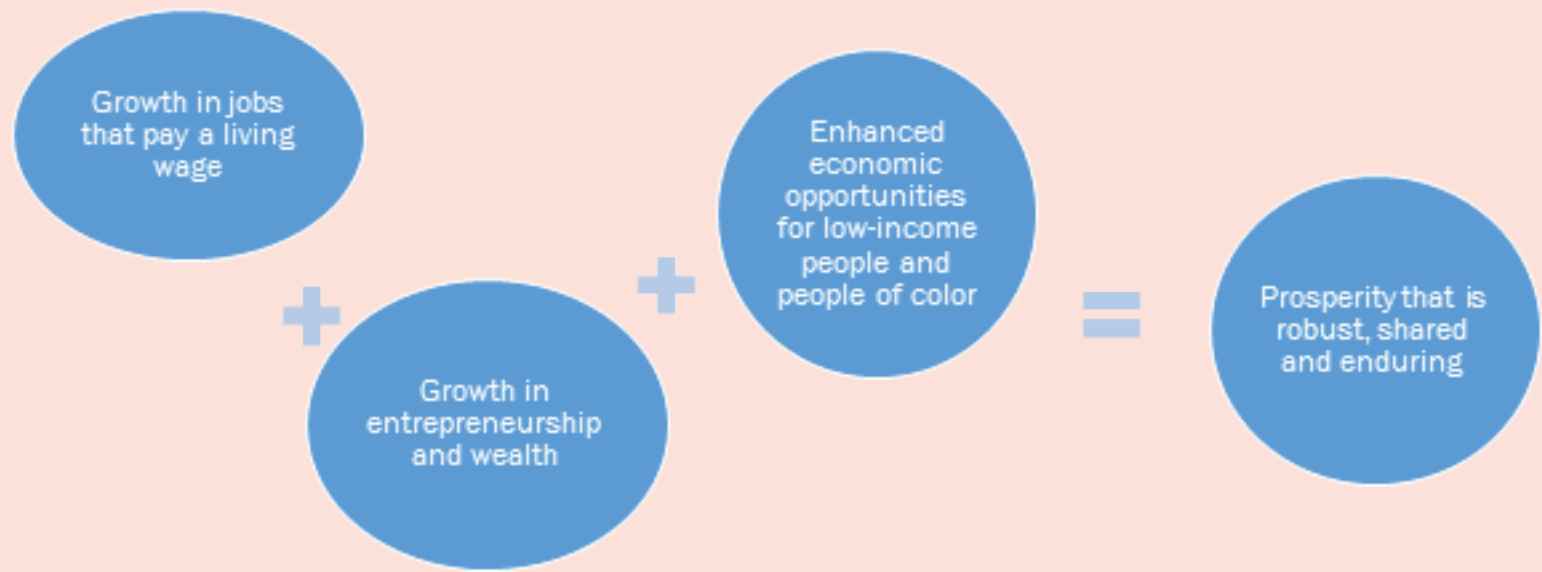 Growth in jobs
that pay a living
wage
+
Growth in
entrepreneurship
and wealth
+
Enhanced
economic
opportunities
for low-income
people and
people of color
=
Prosperity that is
robust, shared
and enduring